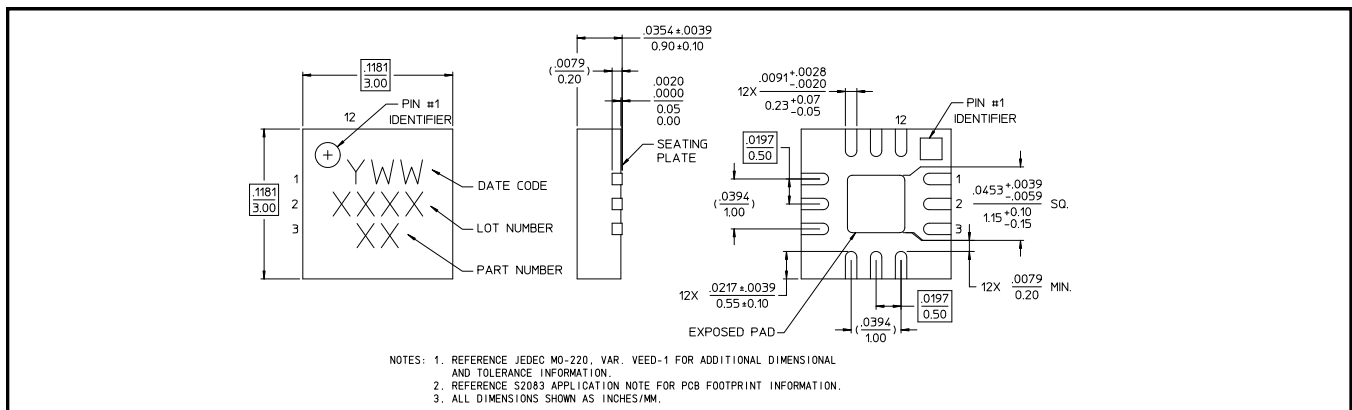 .1181
3.00
PIN #1
IDENTIFIER
12
.1181
3.00
1
2
3
YWW
XXXX
XX
DATE CODE
LOT NUMBER
PART NUMBER
.0354 ±.0039
0.90 ±0.10
(.0079
0.20)
.0020
.0000
0.05
0.00
SEATING
PLATE
12X .0091 +.0028 -.0020
0.23 +0.07 -0.05
12
PIN #1
IDENTIFIER
.0197
0.50
(.0394
1.00)
1
2
3
.0453 +.0039 -.0059 SQ.
1.15 +0.10 -0.15
12X .0217 ±.0039
0.55 ±0.10
12X .0079 MIN.
0.20
.0197
0.50
(.0394
1.00)
EXPOSED PAD
NOTES: 1. REFERENCE JEDEC MO-220, VAR. VEED-1 FOR ADDITIONAL DIMENSIONAL
AND TOLERANCE INFORMATION.
2. REFERENCE S2083 APPLICATION NOTE FOR PCB FOOTPRINT INFORMATION.
3. ALL DIMENSIONS SHOWN AS INCHES/MM.